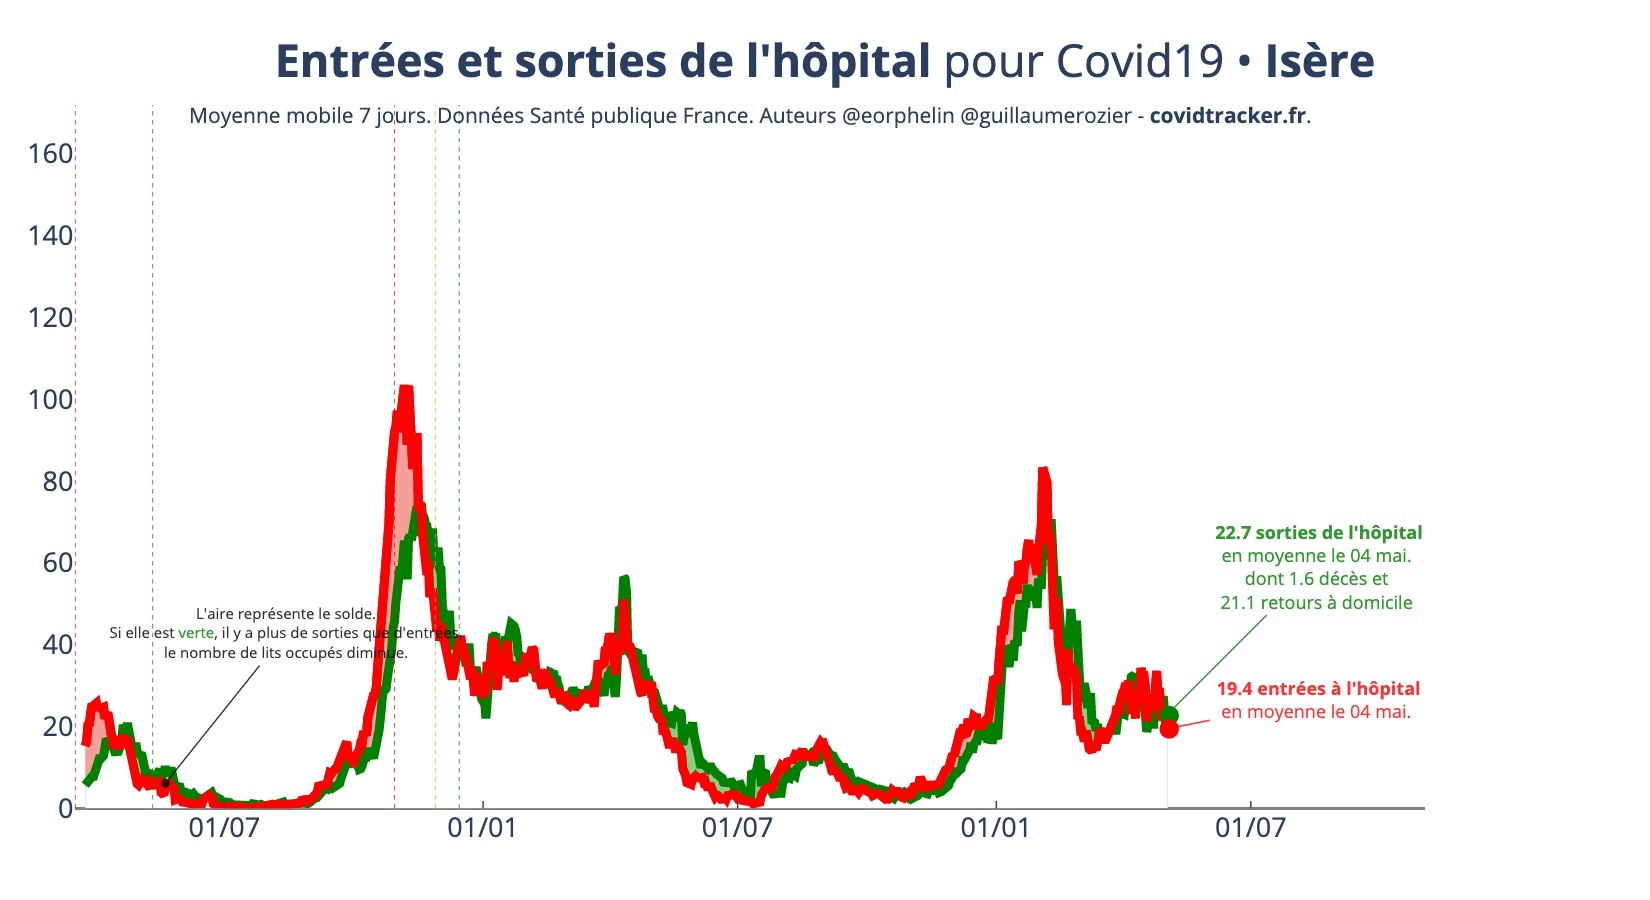 Entrées et sorties de l'hôpital pour Covid19 • Isère
Moyenne mobile 7 jours. Données Santé publique France. Auteurs @eorphelin @guillaumerozier - covidtracker.fr.
160
140
120
100
80
60
40
20
0
L'aire représente le solde.
Si elle est verte, il y a plus de sorties que d'entrées,
le nombre de lits occupés diminue.
22.7 sorties de l'hôpital
en moyenne le 04 mai.
dont 1.6 décès et
21.1 retours à domicile
19.4 entrées à l'hôpital
en moyenne le 04 mai.
01/07
01/01
01/07
01/01
01/07